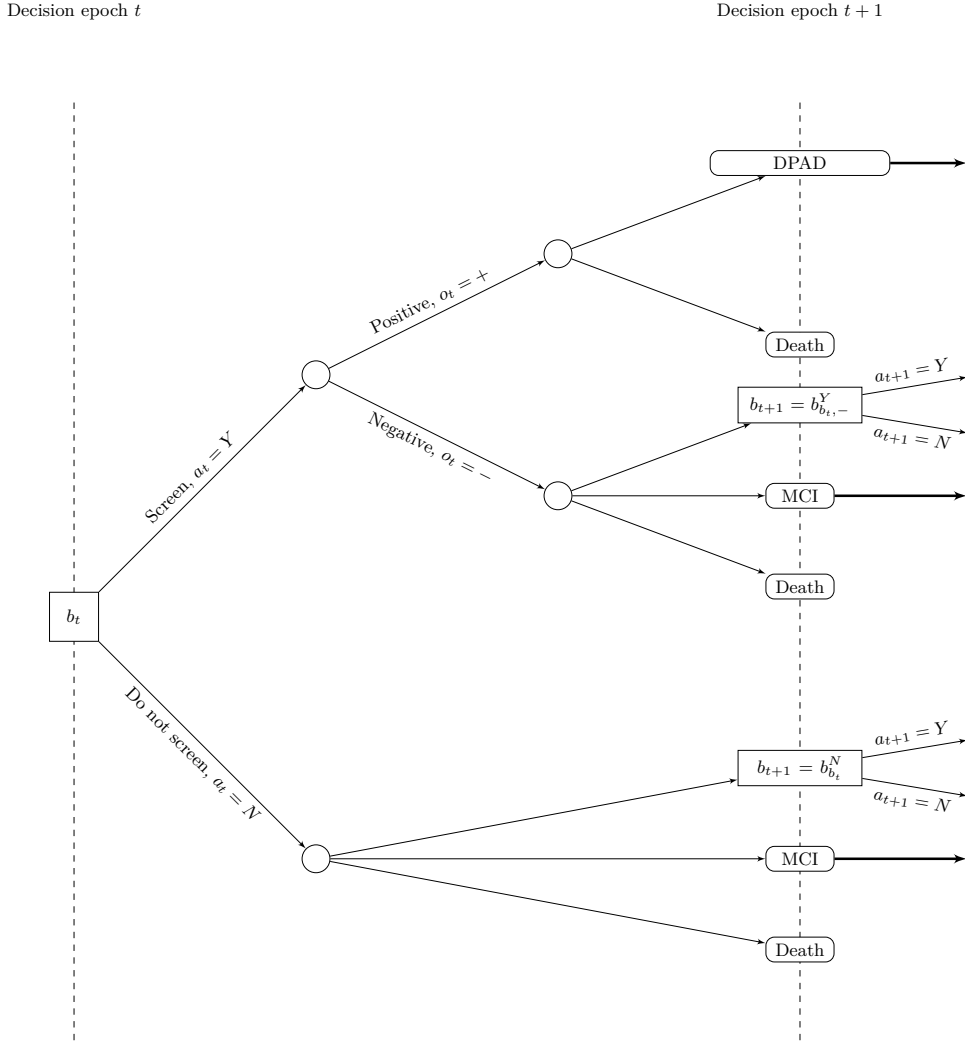 Decision epoch t
Decision epoch t + 1
DPAD
Positive, o_t = +
Death
Screen, a_t = Y
Negative, o_t = −
b_{t+1} = b^Y_{b_t,−}
a_{t+1} = Y
a_{t+1} = N
MCI
Death
b_t
Do not screen, a_t = N
b_{t+1} = b^N_{b_t}
a_{t+1} = Y
a_{t+1} = N
MCI
Death